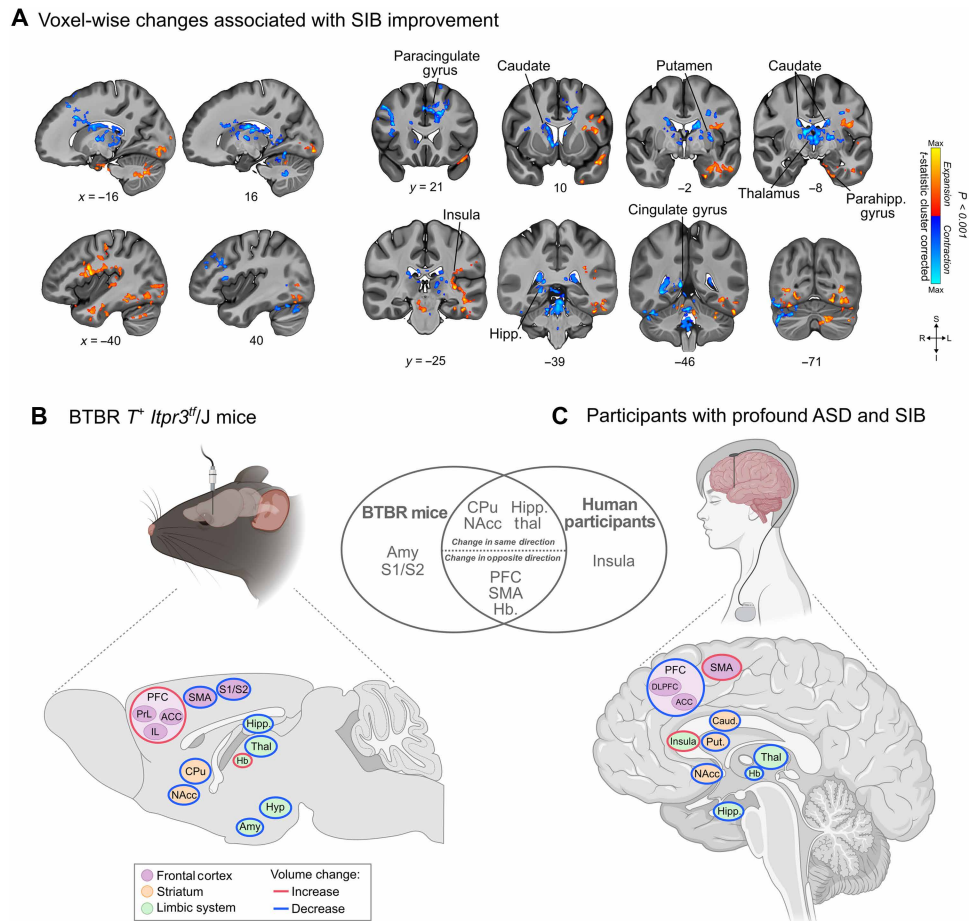 A Voxel-wise changes associated with SIB improvement
Paracingulate
gyrus
Caudate
Putamen
Caudate
Thalamus
Parahipp.
gyrus
x = –16
16
y = 21
10
–2
–8
Insula
Cingulate gyrus
Hipp.
x = –40
40
y = –25
–39
–46
–71
Max
Expansion
Contraction
Max
t-statistic cluster corrected
P < 0.001
S
R L
I
B BTBR T⁺ Itpr3ᵗᶠ/J mice
C Participants with profound ASD and SIB
BTBR mice
Amy
S1/S2
CPu Hipp.
NAcc thal
Change in same direction
Change in opposite direction
PFC
SMA
Hb.
Human
participants
Insula
PFC
PrL ACC
IL
SMA
S1/S2
Hipp.
Thal
Hb
CPu
NAcc
Hyp
Amy
PFC
DLPFC
ACC
SMA
Caud.
Insula
Put.
NAcc
Thal
Hb
Hipp.
Frontal cortex
Striatum
Limbic system
Volume change:
Increase
Decrease